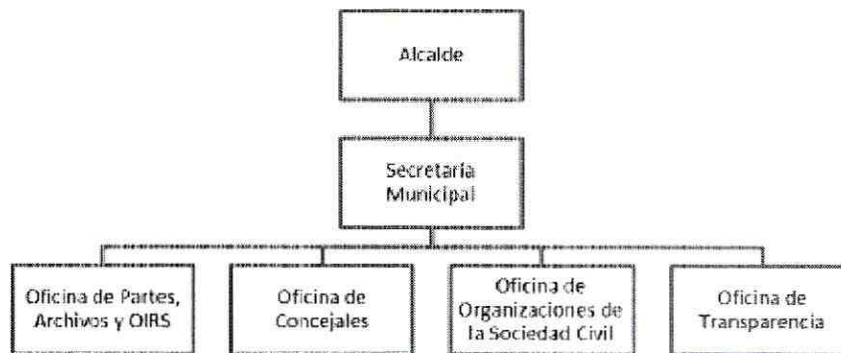 Alcalde
Secretaría
Municipal
Oficina de Partes,
Archivos y OIRS
Oficina de
Concejales
Oficina de
Organizaciones de
la Sociedad Civil
Oficina de
Transparencia